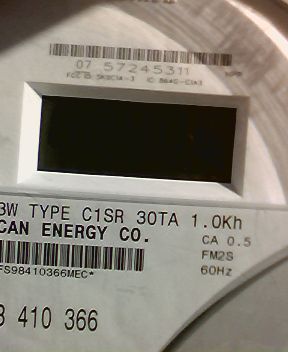 07 57245311
3W TYPE C1SR 30TA 1.0Kh
CAN ENERGY CO.
CA 0.5
FM2S
60Hz
FS98410366MEC*
3 410 366